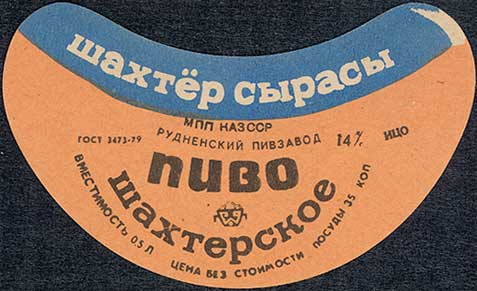 шахтёр сырасы
МПП КАЗССР
ГОСТ 3473-79
РУДНЕНСКИЙ ПИВЗАВОД
14% ИЦО
пиво
шахтерское
ВМЕСТИМОСТЬ 0,5 Л ЦЕНА БЕЗ СТОИМОСТИ ПОСУДЫ 35 КОП